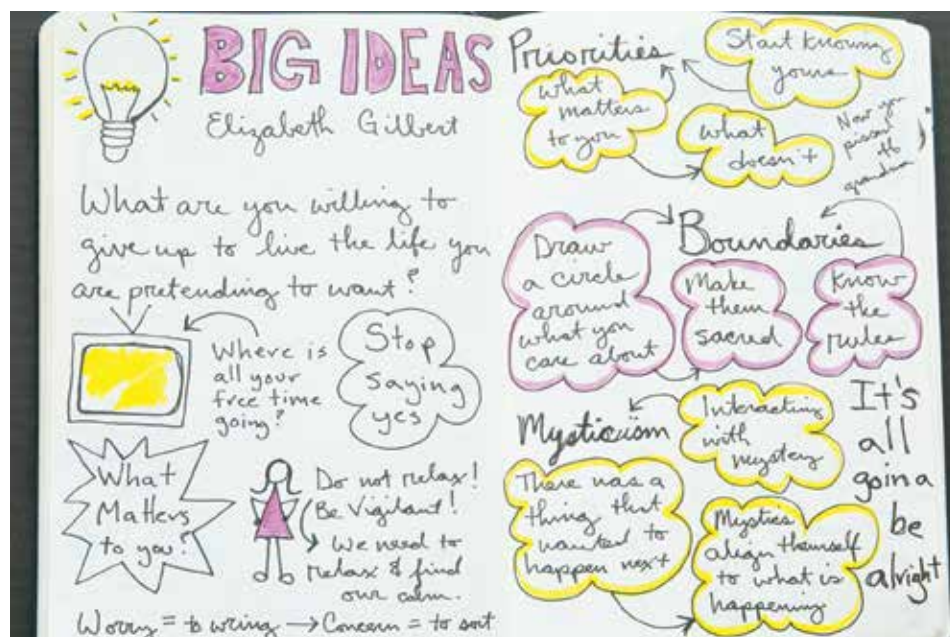 BIG IDEAS
Elizabeth Gilbert
What are you willing to
give up to live the life you
are pretending to want?
Where is
all your
free time
going?
Stop
saying
yes
What
Matters
to you?
Do not relax!
Be Vigilant!
We need to
relax & find
our calm.
Worry = to wring → Concern = to sort
Priorities
Start knowing
yours
what
matters
to you
what
doesn't
Now you
pissed
off
grandma
Boundaries
Draw
a circle
around
what you
care about
Make
them
sacred
Know
the
rules
Mysticism
Interacting
with
mystery
There was a
thing that
wanted to
happen next
Mystics
align themself
to what is
happening
It's
all
goin a
be
alright